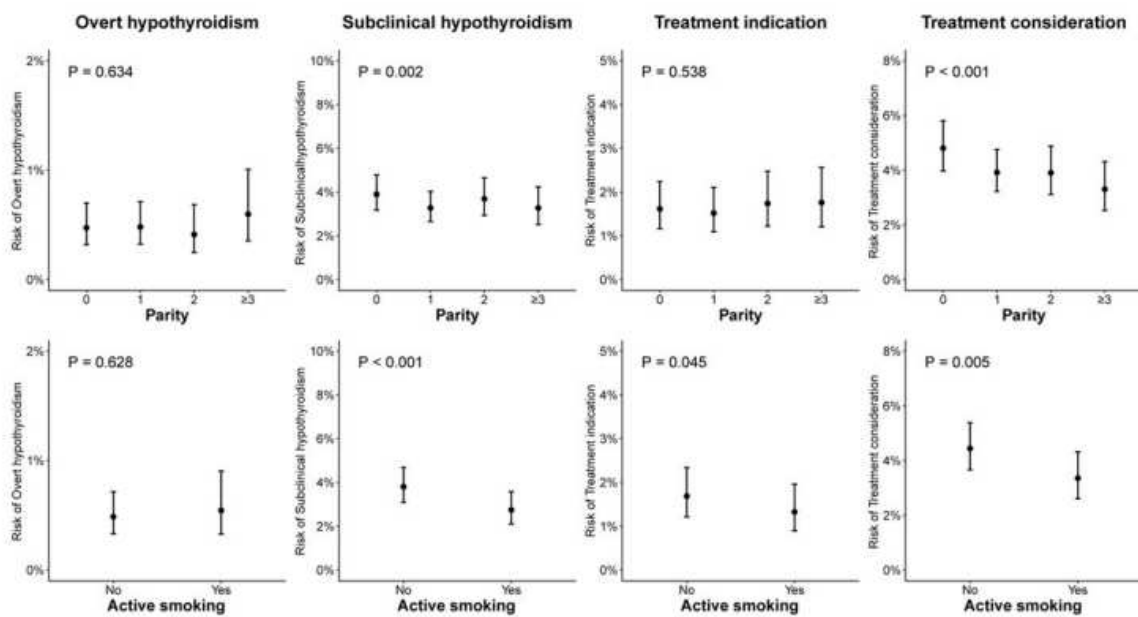 Overt hypothyroidism
Subclinical hypothyroidism
Treatment indication
Treatment consideration
Risk of Overt hypothyroidism
2%
1%
0%
P = 0.634
0 1 2 ≥3
Parity
Risk of Subclinicalhypothyroidism
10%
8%
6%
4%
2%
0%
P = 0.002
0 1 2 ≥3
Parity
Risk of Treatment indication
5%
4%
3%
2%
1%
0%
P = 0.538
0 1 2 ≥3
Parity
Risk of Treatment consideration
8%
6%
4%
2%
0%
P < 0.001
0 1 2 ≥3
Parity
Risk of Overt hypothyroidism
2%
1%
0%
P = 0.628
No Yes
Active smoking
Risk of Subclinical hypothyroidism
10%
8%
6%
4%
2%
0%
P < 0.001
No Yes
Active smoking
Risk of Treatment indication
5%
4%
3%
2%
1%
0%
P = 0.045
No Yes
Active smoking
Risk of Treatment consideration
8%
6%
4%
2%
0%
P = 0.005
No Yes
Active smoking